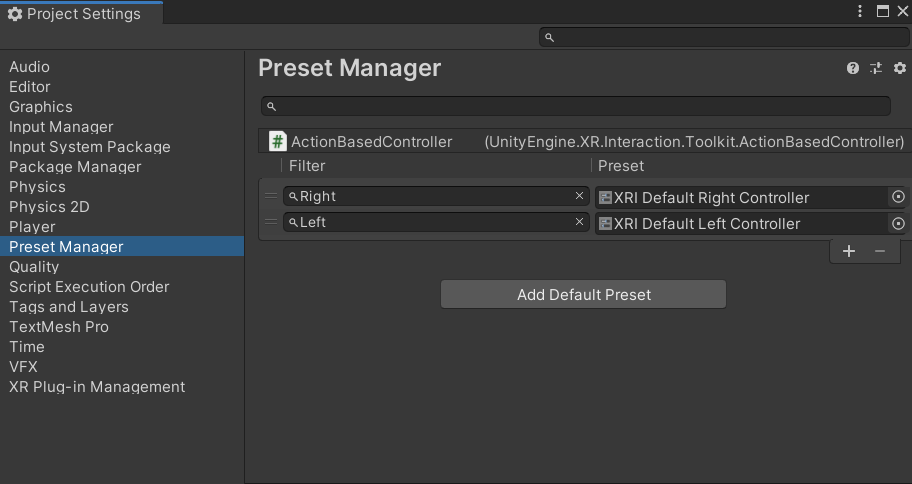 Project Settings
Audio
Editor
Graphics
Input Manager
Input System Package
Package Manager
Physics
Physics 2D
Player
Preset Manager
Quality
Script Execution Order
Tags and Layers
TextMesh Pro
Time
VFX
XR Plug-in Management
Preset Manager
# ActionBasedController (UnityEngine.XR.Interaction.Toolkit.ActionBasedController)
Filter Preset
Right XRI Default Right Controller
Left XRI Default Left Controller
Add Default Preset